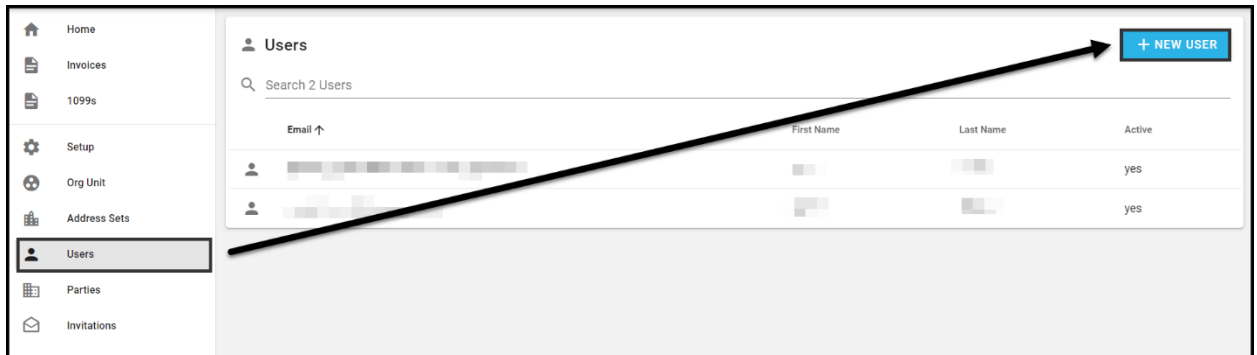 Home
Invoices
1099s
Setup
Org Unit
Address Sets
Users
Parties
Invitations
Users
+ NEW USER
Search 2 Users
Email ↑ First Name Last Name Active
yes
yes